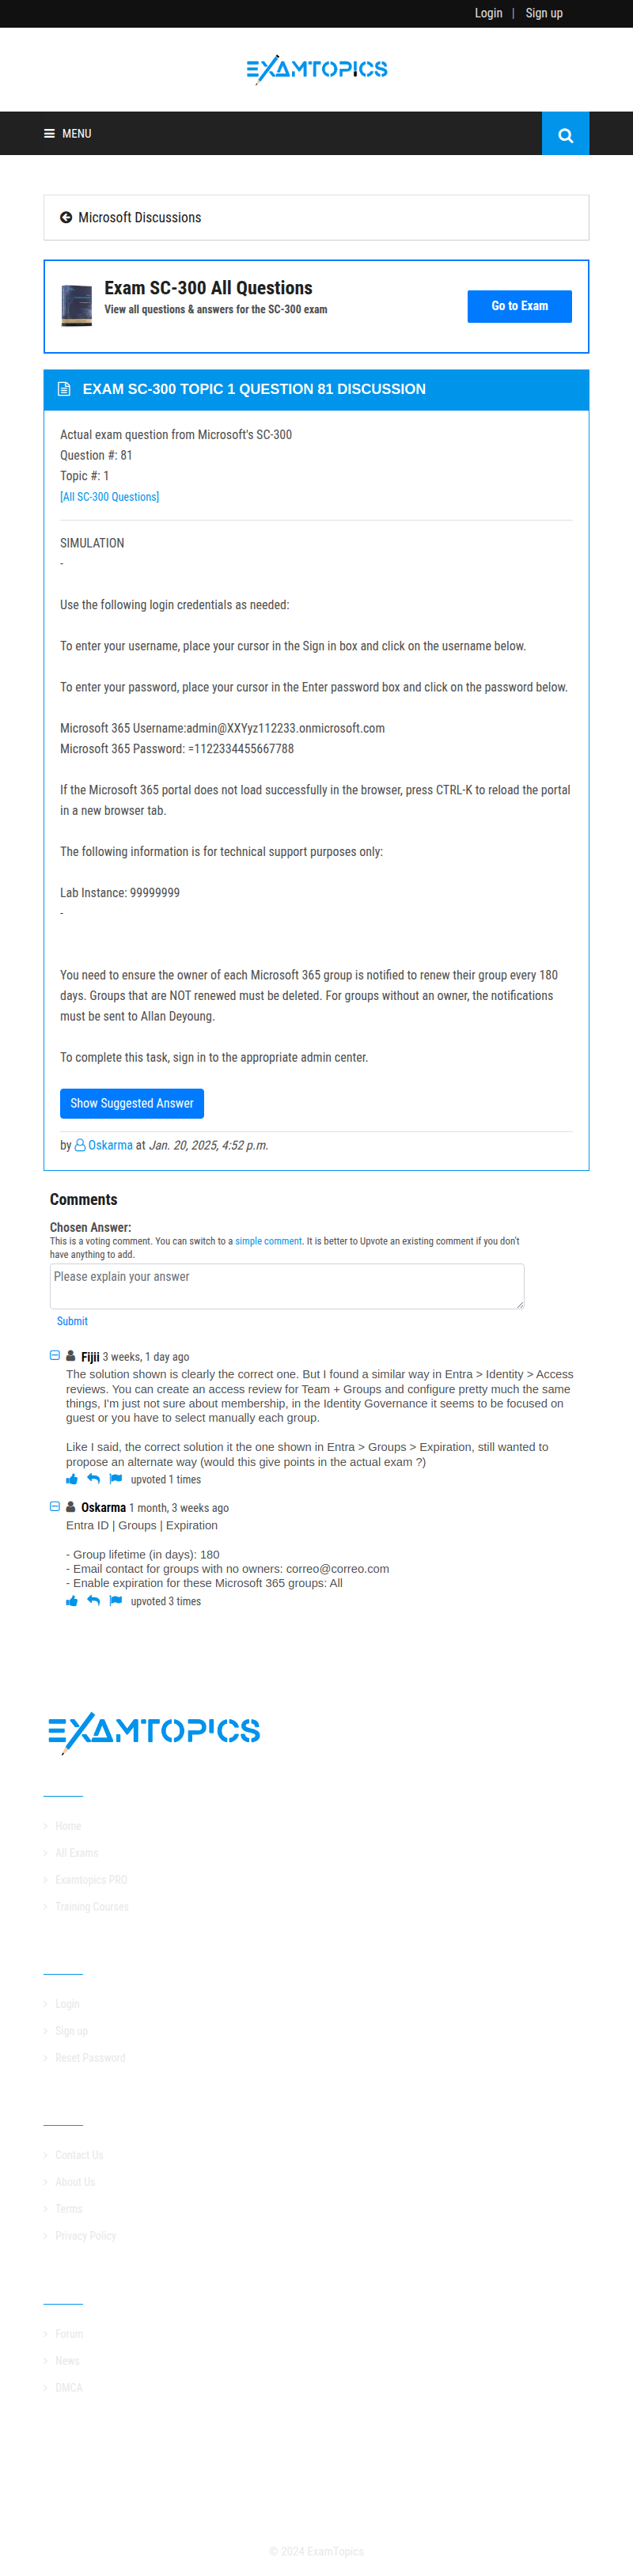 Login | Sign up
EXAMTOPICS
MENU
Microsoft Discussions
Exam SC-300 All Questions
View all questions & answers for the SC-300 exam
Go to Exam
EXAM SC-300 TOPIC 1 QUESTION 81 DISCUSSION
Actual exam question from Microsoft's SC-300
Question #: 81
Topic #: 1
[All SC-300 Questions]
SIMULATION
-
Use the following login credentials as needed:
To enter your username, place your cursor in the Sign in box and click on the username below.
To enter your password, place your cursor in the Enter password box and click on the password below.
Microsoft 365 Username:admin@XXYyz112233.onmicrosoft.com
Microsoft 365 Password: =1122334455667788
If the Microsoft 365 portal does not load successfully in the browser, press CTRL-K to reload the portal
in a new browser tab.
The following information is for technical support purposes only:
Lab Instance: 99999999
-
You need to ensure the owner of each Microsoft 365 group is notified to renew their group every 180
days. Groups that are NOT renewed must be deleted. For groups without an owner, the notifications
must be sent to Allan Deyoung.
To complete this task, sign in to the appropriate admin center.
Show Suggested Answer
by Oskarma at Jan. 20, 2025, 4:52 p.m.
Comments
Chosen Answer:
This is a voting comment. You can switch to a simple comment. It is better to Upvote an existing comment if you don't
have anything to add.
Please explain your answer
Submit
Fijii 3 weeks, 1 day ago
The solution shown is clearly the correct one. But I found a similar way in Entra > Identity > Access
reviews. You can create an access review for Team + Groups and configure pretty much the same
things, I'm just not sure about membership, in the Identity Governance it seems to be focused on
guest or you have to select manually each group.
Like I said, the correct solution it the one shown in Entra > Groups > Expiration, still wanted to
propose an alternate way (would this give points in the actual exam ?)
upvoted 1 times
Oskarma 1 month, 3 weeks ago
Entra ID | Groups | Expiration
- Group lifetime (in days): 180
- Email contact for groups with no owners: correo@correo.com
- Enable expiration for these Microsoft 365 groups: All
upvoted 3 times
EXAMTOPICS
Home
All Exams
Examtopics PRO
Training Courses
Login
Sign up
Reset Password
Contact Us
About Us
Terms
Privacy Policy
Forum
News
DMCA
© 2024 ExamTopics